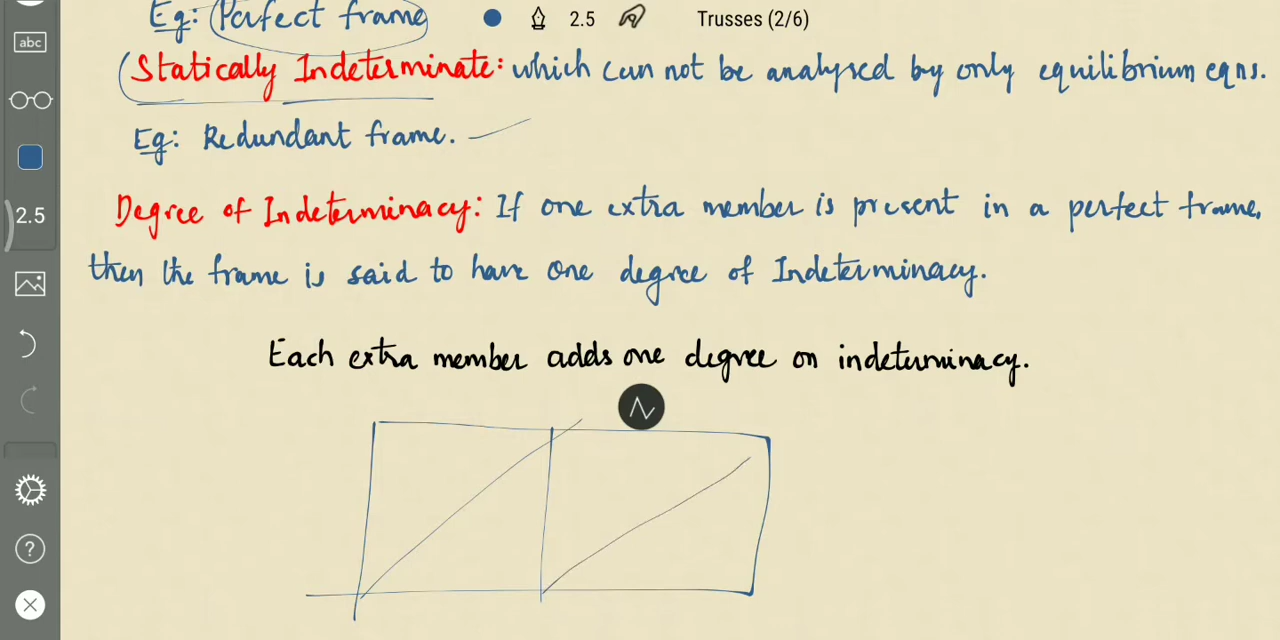 Eg: Perfect frame
2.5
Trusses (2/6)
abc
Statically Indeterminate: which can not be analysed by only equilibrium eqns.
Eg: Redundant frame.
2.5
Degree of Indeterminacy: If one extra member is present in a perfect frame,
then the frame is said to have one degree of Indeterminacy.
Each extra member adds one degree on indeterminacy.